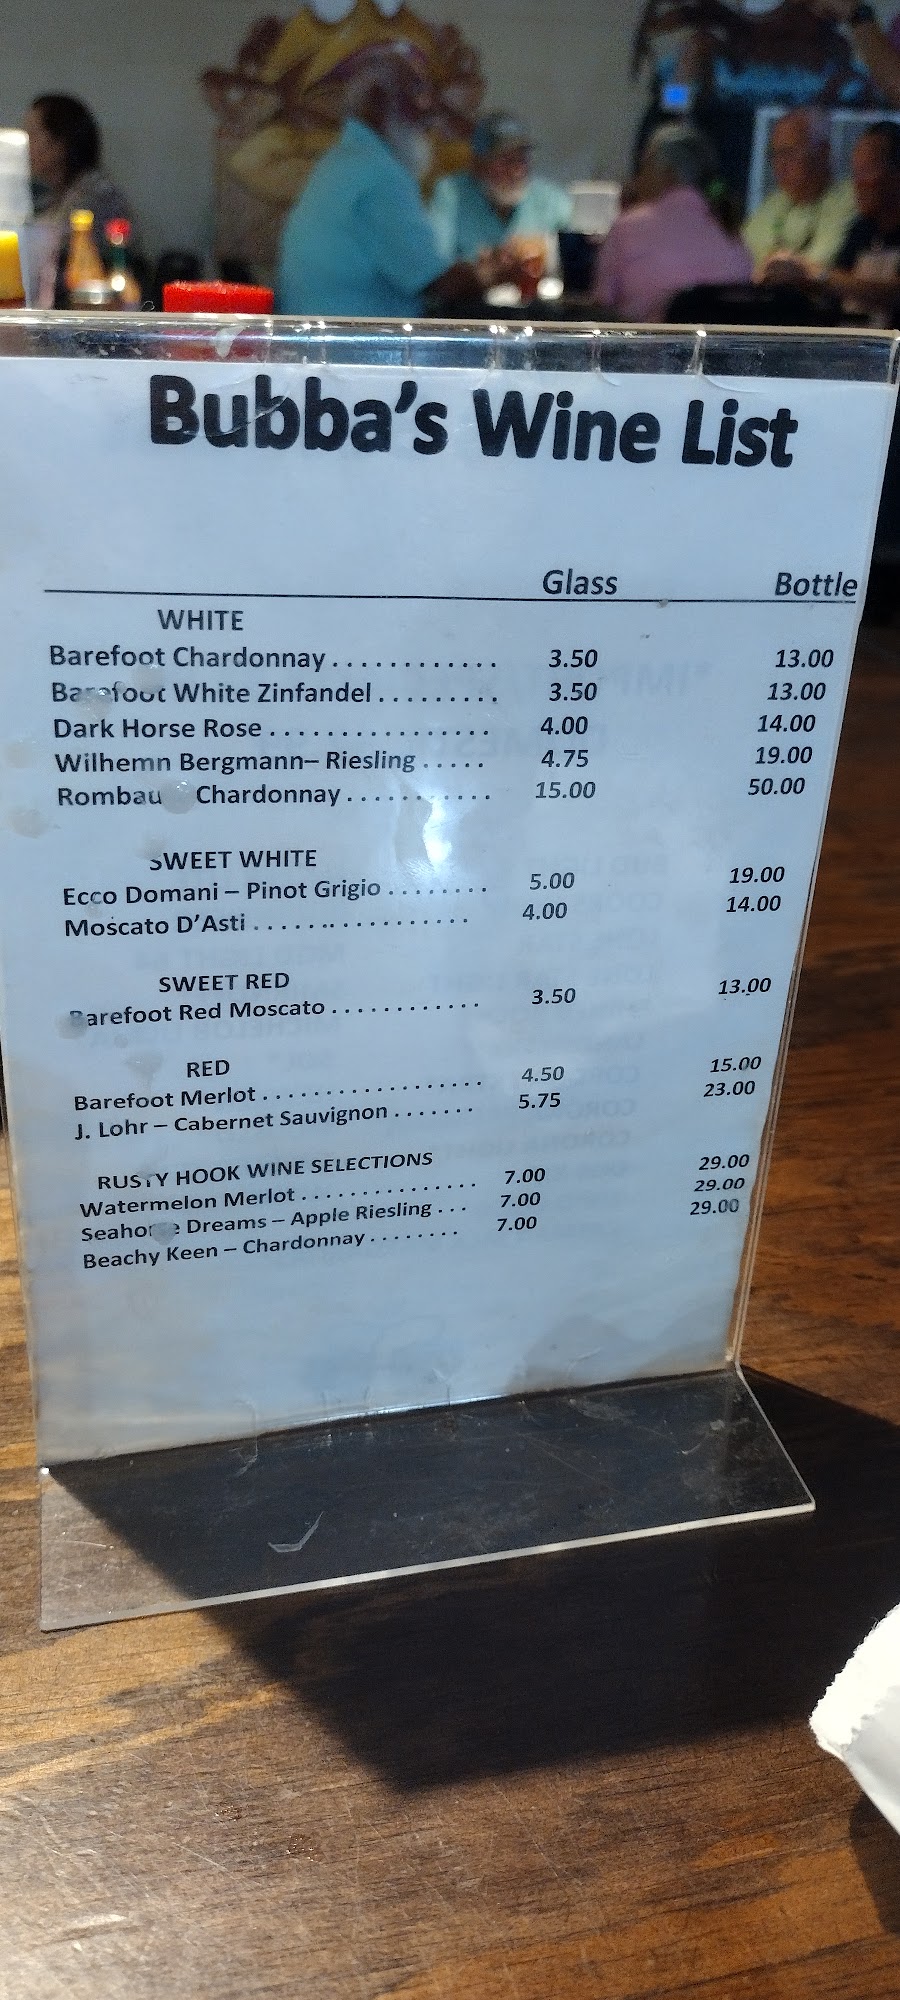 Bubba's Wine List
Glass Bottle
WHITE
Barefoot Chardonnay . . . . . . . . . . . . 3.50 13.00
Barefoot White Zinfandel . . . . . . . . . 3.50 13.00
Dark Horse Rose . . . . . . . . . . . . . . . . 4.00 14.00
Wilhemn Bergmann– Riesling . . . . . 4.75 19.00
Rombau Chardonnay . . . . . . . . . . . 15.00 50.00
SWEET WHITE
Ecco Domani – Pinot Grigio . . . . . . . . 5.00 19.00
Moscato D'Asti . . . . . . . . . . . . . . . . . 4.00 14.00
SWEET RED
Barefoot Red Moscato . . . . . . . . . . . . 3.50 13.00
RED
Barefoot Merlot . . . . . . . . . . . . . . . . . . 4.50 15.00
J. Lohr – Cabernet Sauvignon . . . . . . . 5.75 23.00
RUSTY HOOK WINE SELECTIONS
Watermelon Merlot . . . . . . . . . . . . . . . 7.00 29.00
Seahorse Dreams – Apple Riesling . . . 7.00 29.00
Beachy Keen – Chardonnay . . . . . . . . 7.00 29.00